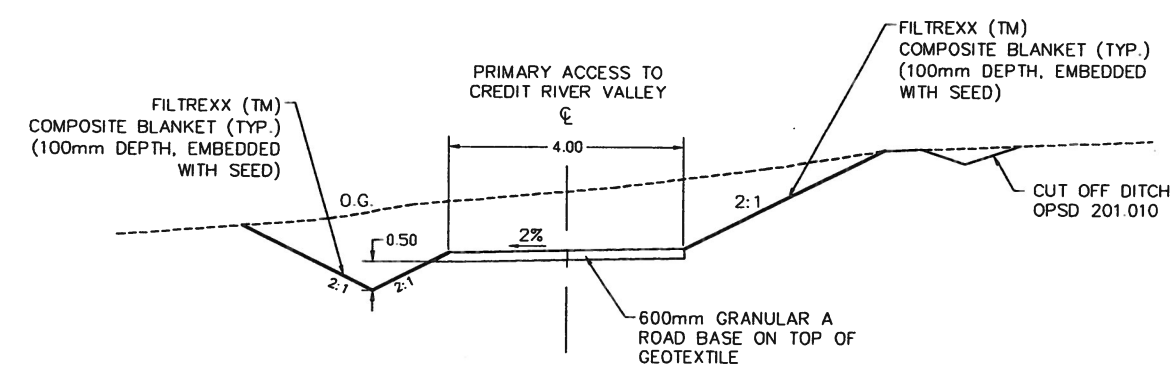 FILTREXX (TM)
COMPOSITE BLANKET (TYP.)
(100mm DEPTH, EMBEDDED
WITH SEED)
PRIMARY ACCESS TO
CREDIT RIVER VALLEY
℄
4.00
FILTREXX (TM)
COMPOSITE BLANKET (TYP.)
(100mm DEPTH, EMBEDDED
WITH SEED)
O.G.
2:1
CUT OFF DITCH
OPSD 201.010
0.50
2%
2:1
2:1
600mm GRANULAR A
ROAD BASE ON TOP OF
GEOTEXTILE